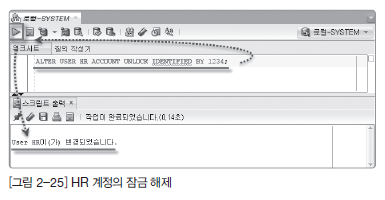 로컬-SYSTEM ×
로컬-SYSTEM
워크시트 질의 작성기
ALTER USER HR ACCOUNT UNLOCK IDENTIFIED BY 1234;
스크립트 출력 ×
작업이 완료되었습니다.(0.14초)
User HR이(가) 변경되었습니다.
[그림 2-25] HR 계정의 잠금 해제